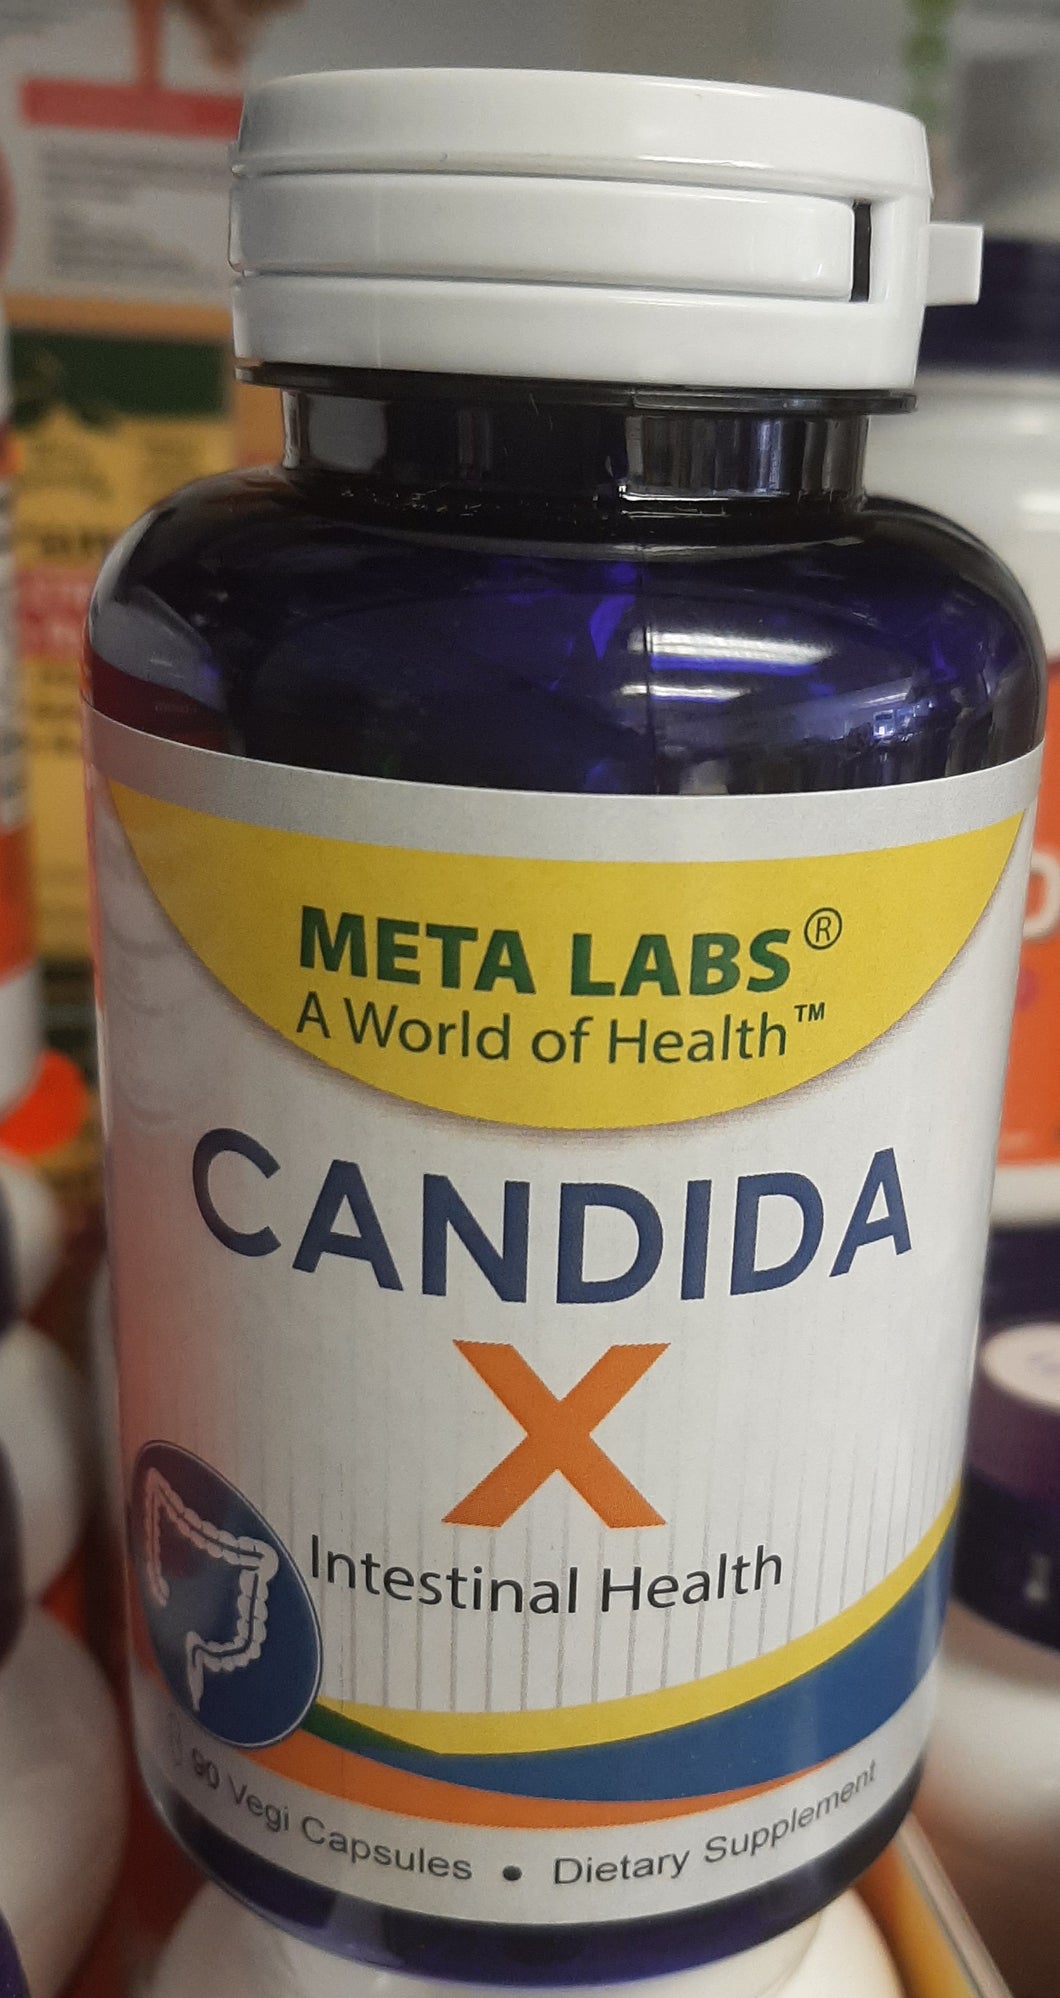 META LABS®
A World of Health™
CANDIDA
X
Intestinal Health
90 Vegi Capsules • Dietary Supplement